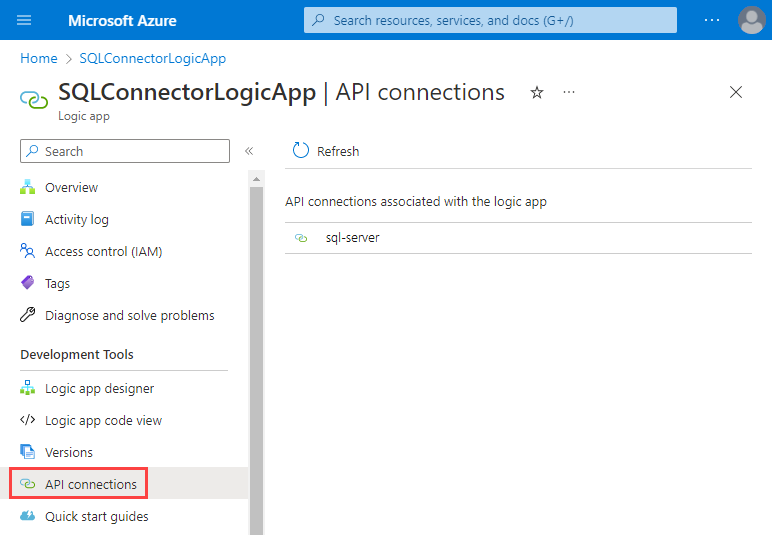 Microsoft Azure
Search resources, services, and docs (G+/)
Home > SQLConnectorLogicApp
SQLConnectorLogicApp | API connections
Logic app
Search
Refresh
Overview
Activity log
Access control (IAM)
Tags
Diagnose and solve problems
Development Tools
Logic app designer
Logic app code view
Versions
API connections
Quick start guides
API connections associated with the logic app
sql-server